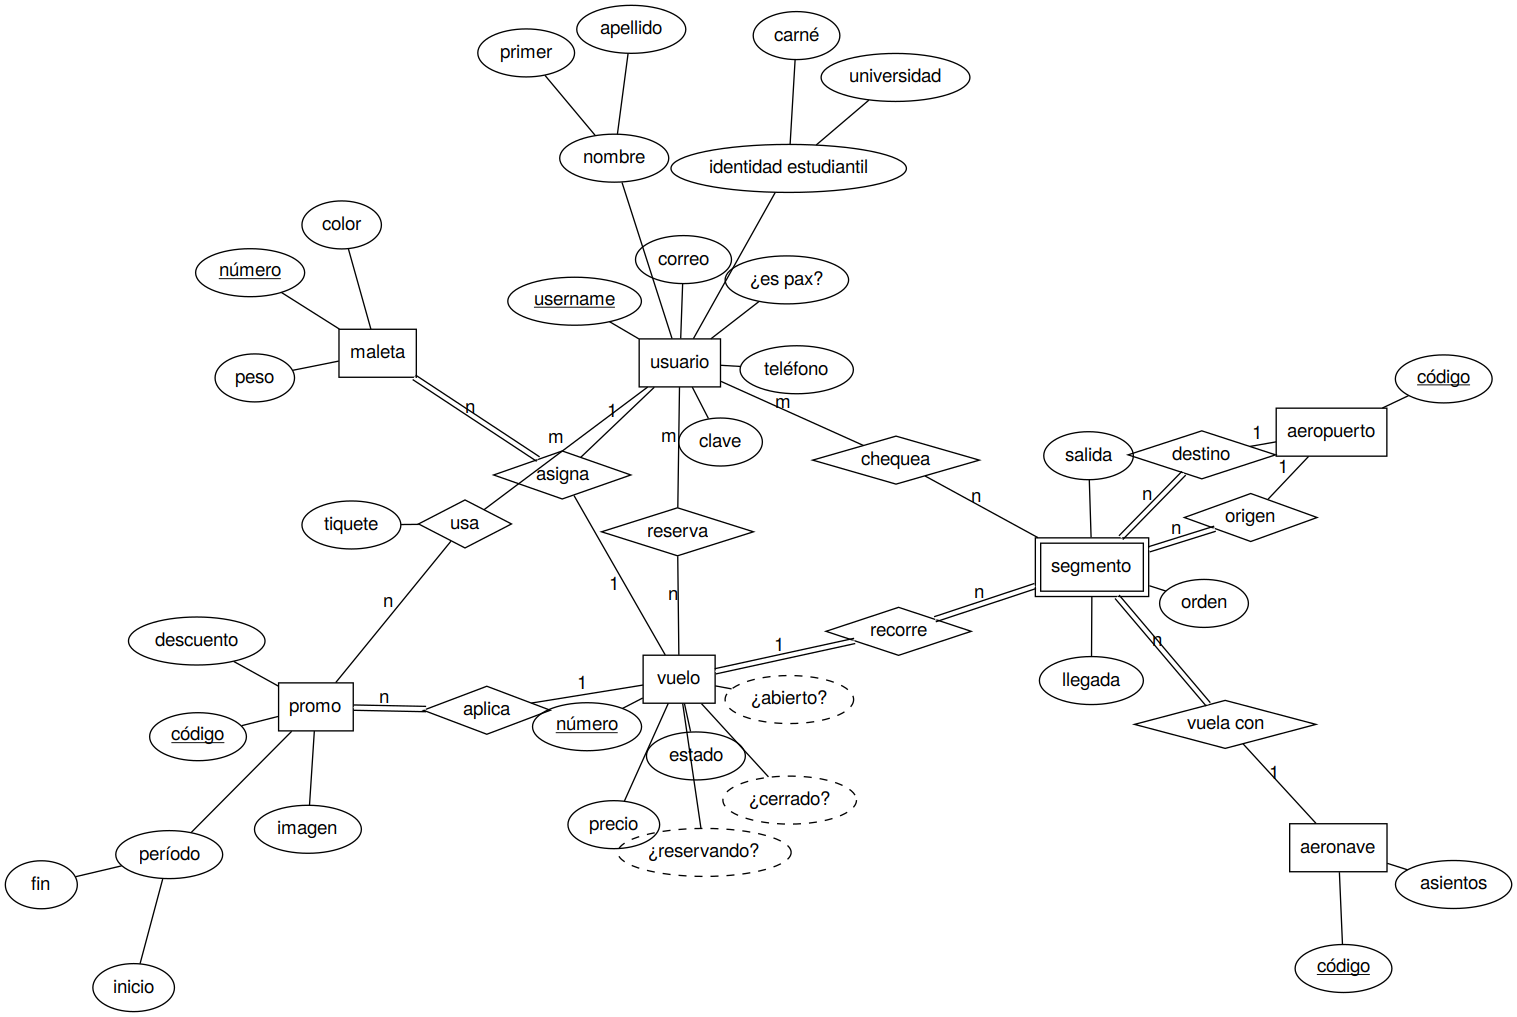 apellido
carné
primer
universidad
nombre
identidad estudiantil
color
correo
número
¿es pax?
username
maleta
usuario
teléfono
peso
código
n
1
m
aeropuerto
m
m
clave
1
salida
destino
chequea
1
asigna
n
n
tiquete
usa
origen
reserva
n
segmento
1
n
n
n
orden
recorre
descuento
n
1
llegada
vuelo
1
¿abierto?
n
promo
aplica
código
número
vuela con
estado
1
¿cerrado?
imagen
precio
aeronave
período
¿reservando?
fin
asientos
código
inicio